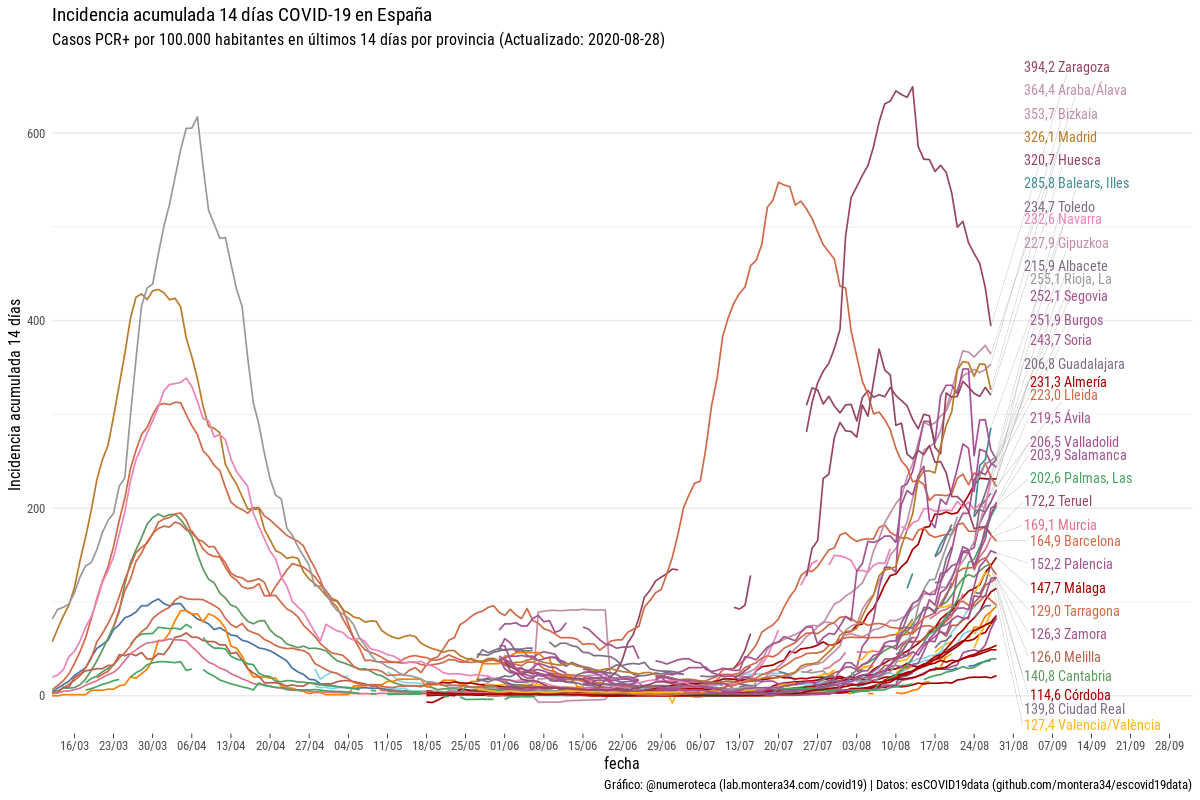 Incidencia acumulada 14 días COVID-19 en España
Casos PCR+ por 100.000 habitantes en últimos 14 días por provincia (Actualizado: 2020-08-28)
Incidencia acumulada 14 días
600
400
200
0
394,2 Zaragoza
364,4 Araba/Álava
353,7 Bizkaia
326,1 Madrid
320,7 Huesca
285,8 Balears, Illes
234,7 Toledo
232,6 Navarra
227,9 Gipuzkoa
215,9 Albacete
255,1 Rioja, La
252,1 Segovia
251,9 Burgos
243,7 Soria
206,8 Guadalajara
231,3 Almería
223,0 Lleida
219,5 Ávila
206,5 Valladolid
203,9 Salamanca
202,6 Palmas, Las
172,2 Teruel
169,1 Murcia
164,9 Barcelona
152,2 Palencia
147,7 Málaga
129,0 Tarragona
126,3 Zamora
126,0 Melilla
140,8 Cantabria
114,6 Córdoba
139,8 Ciudad Real
127,4 Valencia/València
16/03 23/03 30/03 06/04 13/04 20/04 27/04 04/05 11/05 18/05 25/05 01/06 08/06 15/06 22/06 29/06 06/07 13/07 20/07 27/07 03/08 10/08 17/08 24/08 31/08 07/09 14/09 21/09 28/09
fecha
Gráfico: @numeroteca (lab.montera34.com/covid19) | Datos: esCOVID19data (github.com/montera34/escovid19data)